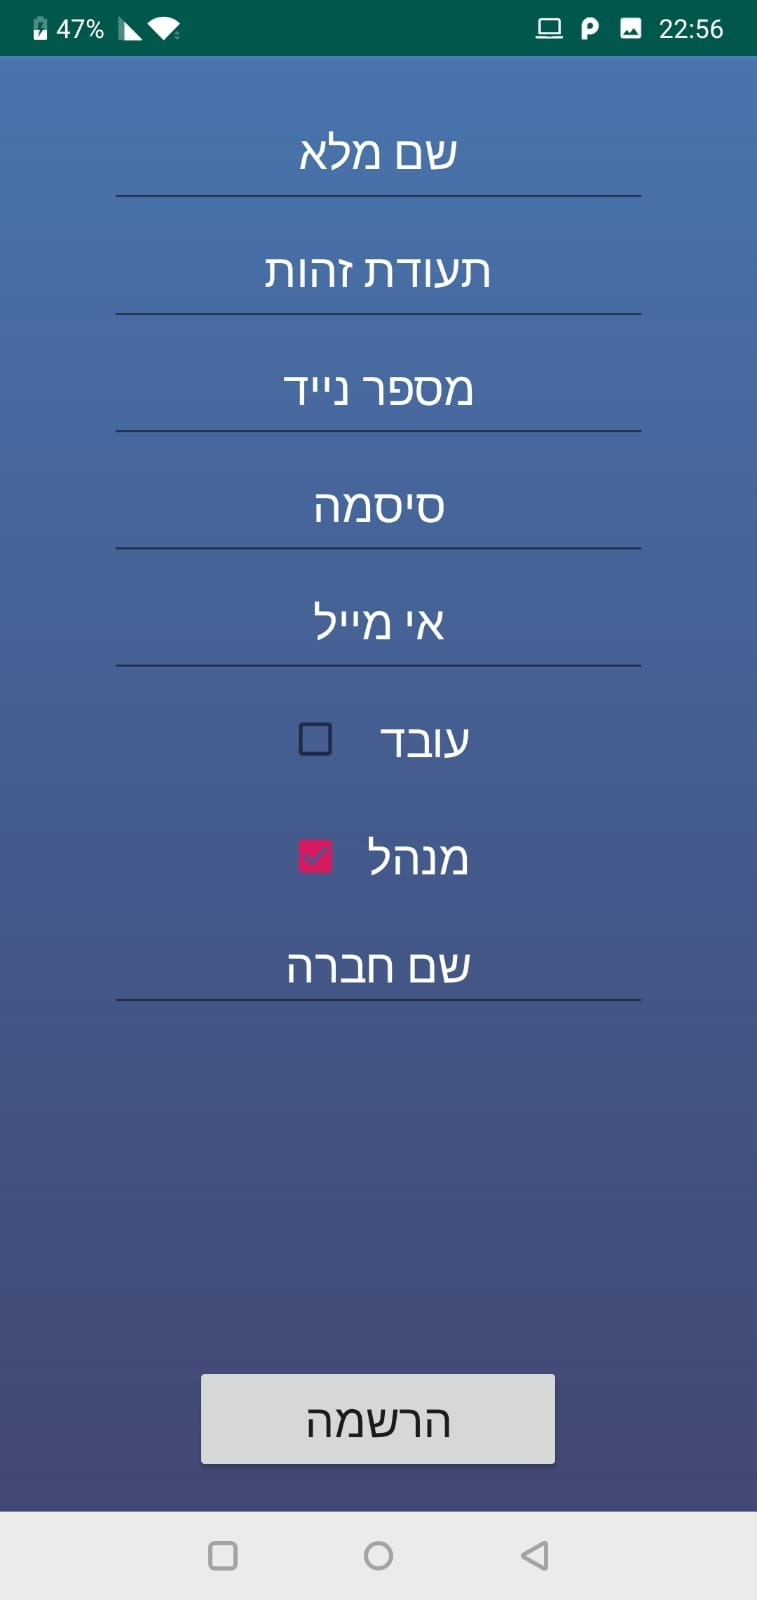 47% 22:56
שם מלא
תעודת זהות
מספר נייד
סיסמה
אי מייל
עובד
מנהל
שם חברה
הרשמה